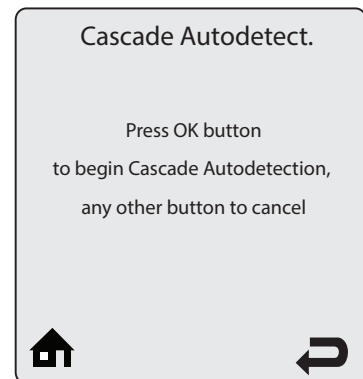 Cascade Autodetect.
Press OK button
to begin Cascade Autodetection,
any other button to cancel